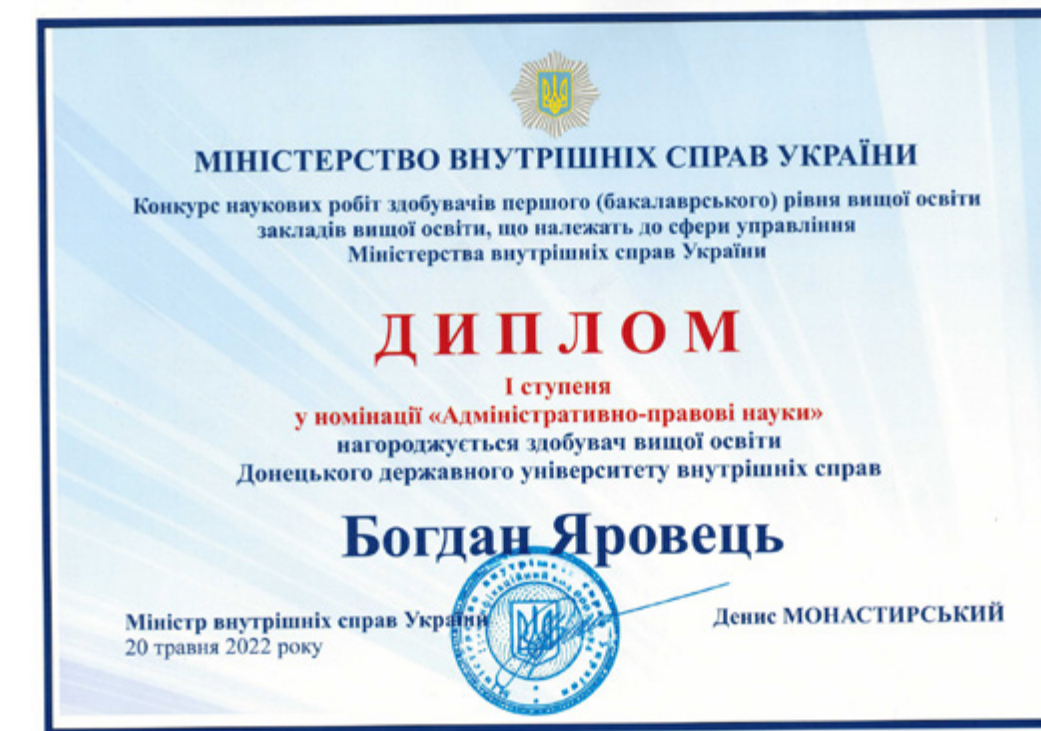 МІНІСТЕРСТВО ВНУТРІШНІХ СПРАВ УКРАЇНИ
Конкурс наукових робіт здобувачів першого (бакалаврського) рівня вищої освіти
закладів вищої освіти, що належать до сфери управління
Міністерства внутрішніх справ України
ДИПЛОМ
І ступеня
у номінації «Адміністративно-правові науки»
нагороджується здобувач вищої освіти
Донецького державного університету внутрішніх справ
Богдан Яровець
Міністр внутрішніх справ України
20 травня 2022 року
Денис МОНАСТИРСЬКИЙ